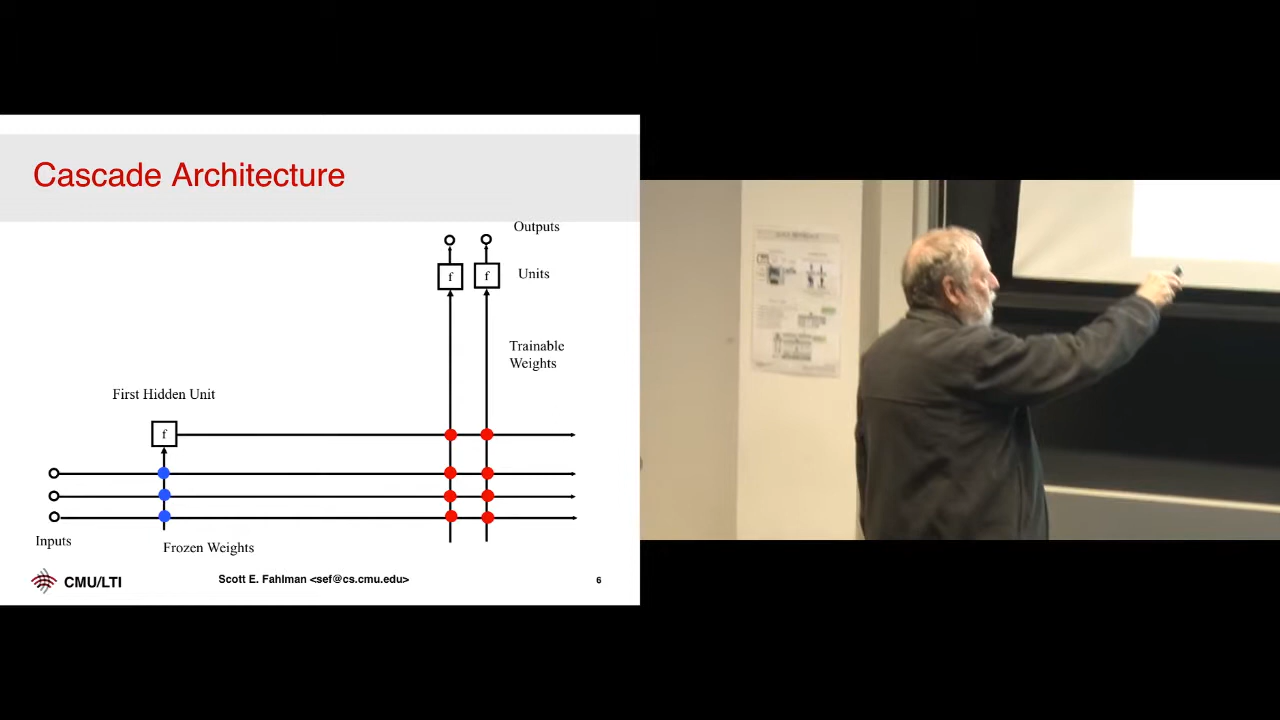 Cascade Architecture
Outputs
f f
Units
Trainable
Weights
First Hidden Unit
f
Inputs
Frozen Weights
CMU/LTI
Scott E. Fahlman <sef@cs.cmu.edu>
6